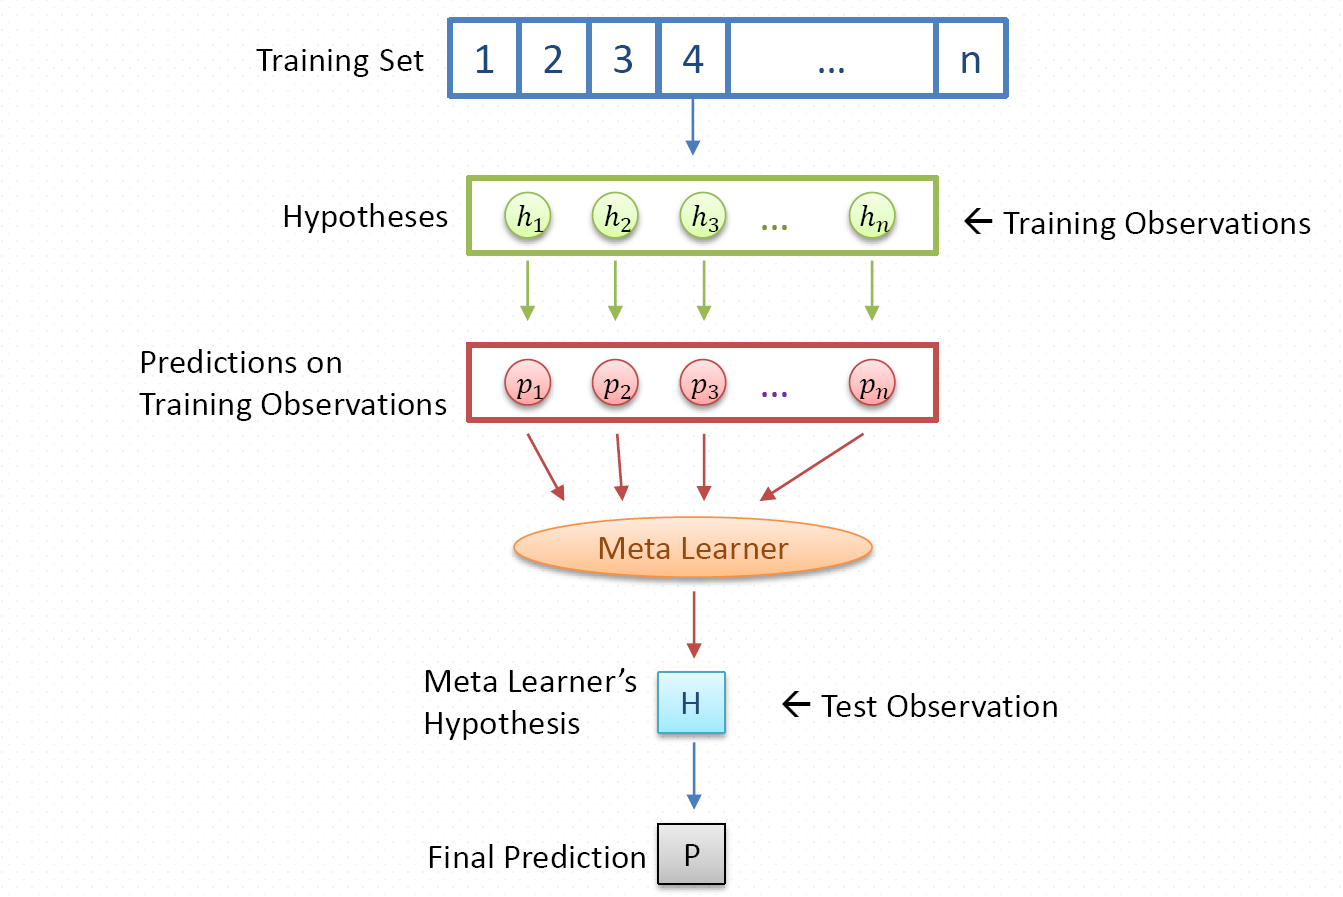 Training Set 1 2 3 4 ... n
Hypotheses h₁ h₂ h₃ ... hₙ ← Training Observations
Predictions on
Training Observations p₁ p₂ p₃ ... pₙ
Meta Learner
Meta Learner’s
Hypothesis H ← Test Observation
Final Prediction P